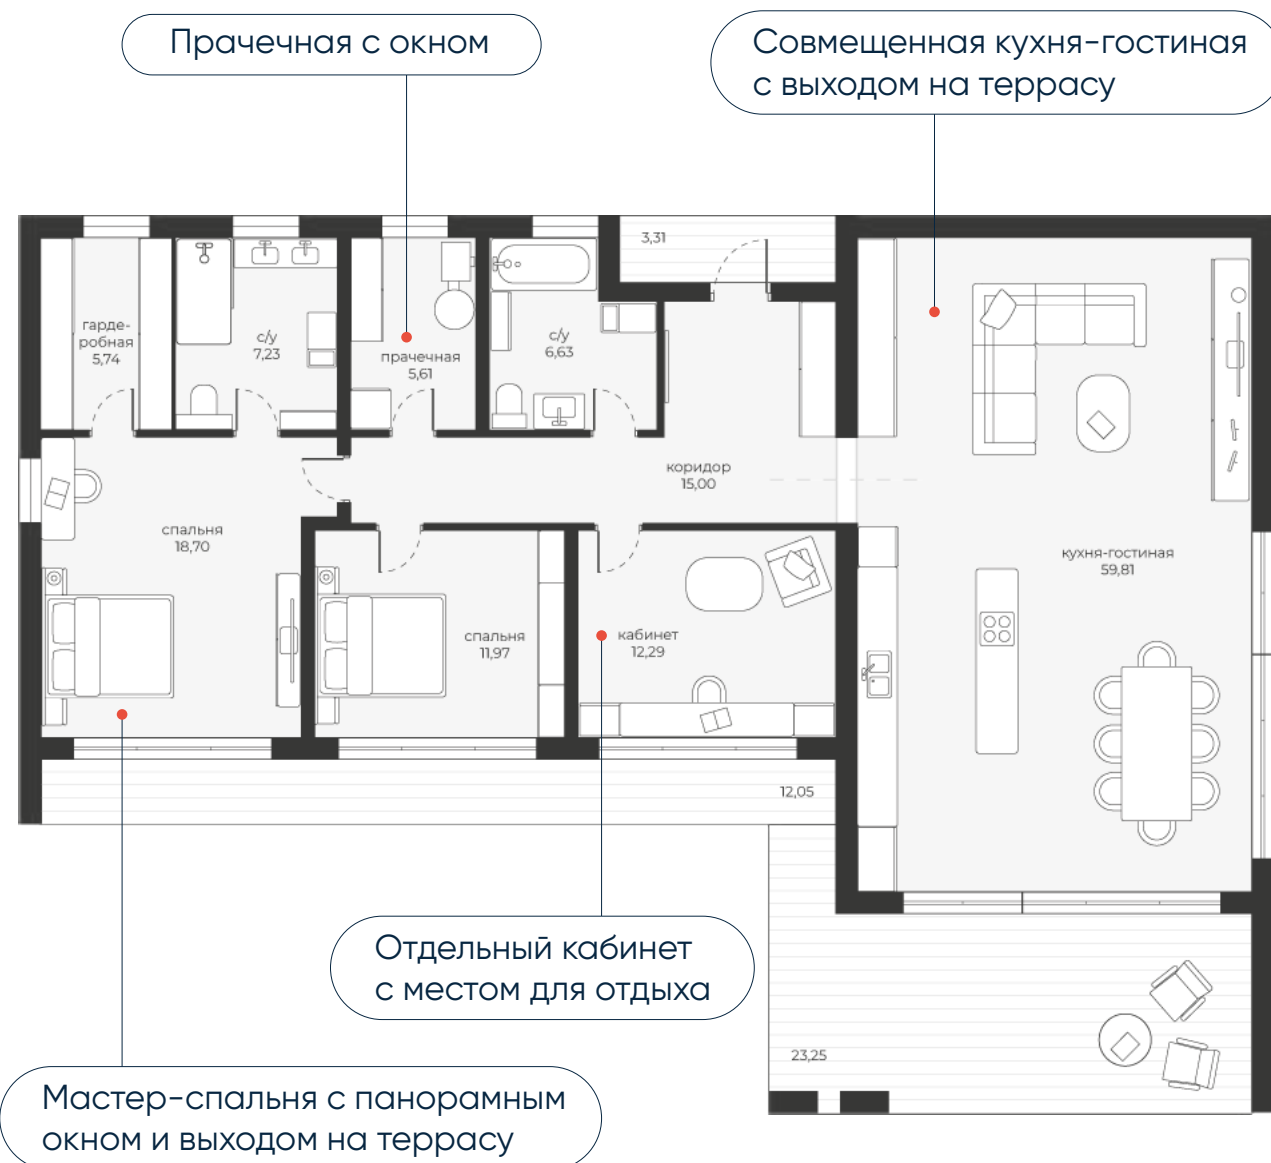 Прачечная с окном
Совмещенная кухня-гостиная
с выходом на террасу
3,31
гарде-
робная
5,74
с/у
7,23
прачечная
5,61
с/у
6,63
коридор
15,00
спальня
18,70
кухня-гостиная
59,81
спальня
11,97
кабинет
12,29
12,05
Отдельный кабинет
с местом для отдыха
23,25
Мастер-спальня с панорамным
окном и выходом на террасу